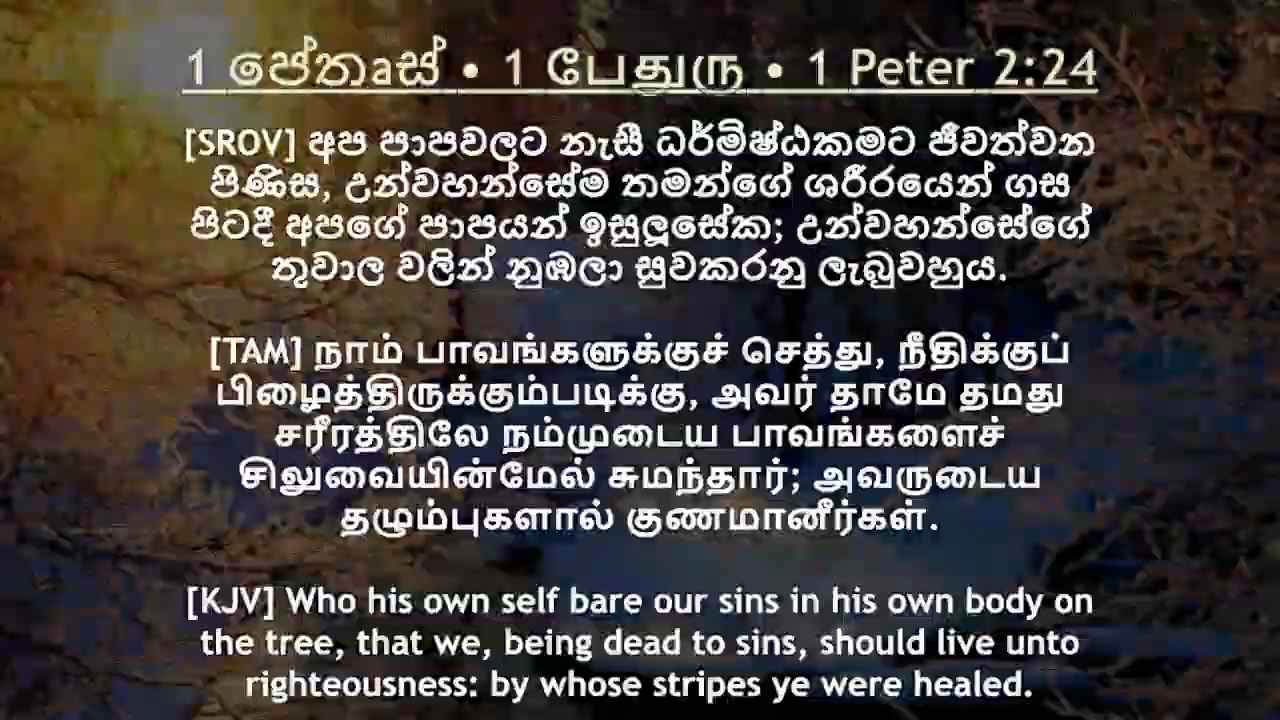 1 පේතෘස් • 1 பேதுரு • 1 Peter 2:24
[SROV] අප පාපවලට නැසී ධර්මිෂ්ඨකමට ජීවත්වන
පිණිස, උන්වහන්සේම තමන්ගේ ශරීරයෙන් ගස
පිටදී අපගේ පාපයන් ඉසුලූසේක; උන්වහන්සේගේ
තුවාල වලින් නුඹලා සුවකරනු ලැබුවහුය.
[TAM] நாம் பாவங்களுக்குச் செத்து, நீதிக்குப்
பிழைத்திருக்கும்படிக்கு, அவர் தாமே தமது
சரீரத்திலே நம்முடைய பாவங்களைச்
சிலுவையின்மேல் சுமந்தார்; அவருடைய
தழும்புகளால் குணமானீர்கள்.
[KJV] Who his own self bare our sins in his own body on
the tree, that we, being dead to sins, should live unto
righteousness: by whose stripes ye were healed.